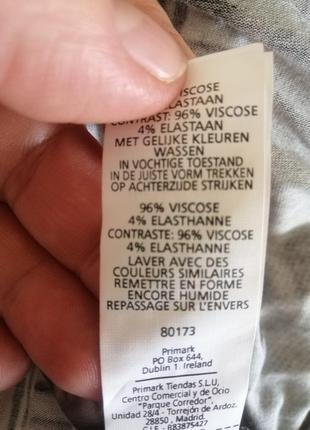 VISCOSE
ELASTAAN
CONTRAST: 96% VISCOSE
4% ELASTAAN
MET GELIJKE KLEUREN
WASSEN
IN VOCHTIGE TOESTAND
IN DE JUISTE VORM TREKKEN
OP ACHTERZIJDE STRIJKEN
96% VISCOSE
4% ELASTHANNE
CONTRASTE: 96% VISCOSE
4% ELASTHANNE
LAVER AVEC DES
COULEURS SIMILAIRES
REMETTRE EN FORME
ENCORE HUMIDE
REPASSAGE SUR L'ENVERS
80173
Primark
PO Box 644,
Dublin 1. Ireland
Primark Tiendas S.L.U,
Centro Comercial y de Ocio
"Parque Corredor",
Unidad 28/4 - Torrejón de Ardoz.
28850, Madrid.
C.I.F - B83875427